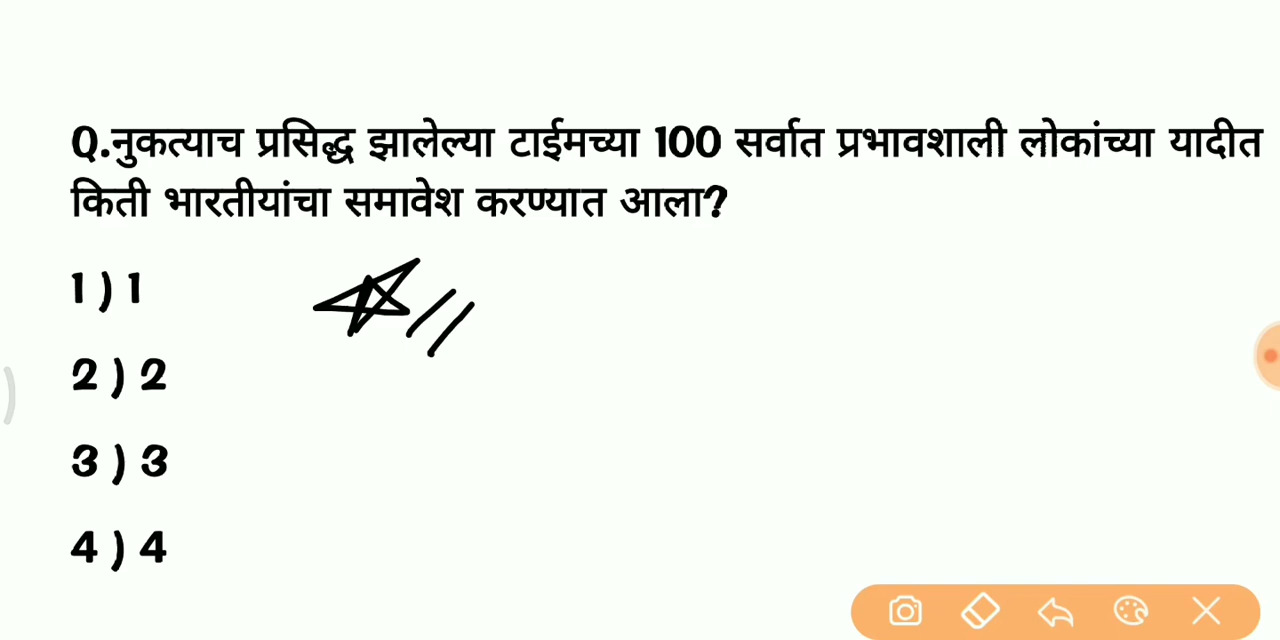 Q.नुकत्याच प्रसिद्ध झालेल्या टाईमच्या 100 सर्वात प्रभावशाली लोकांच्या यादीत
किती भारतीयांचा समावेश करण्यात आला?
1 ) 1
2 ) 2
3 ) 3
4 ) 4